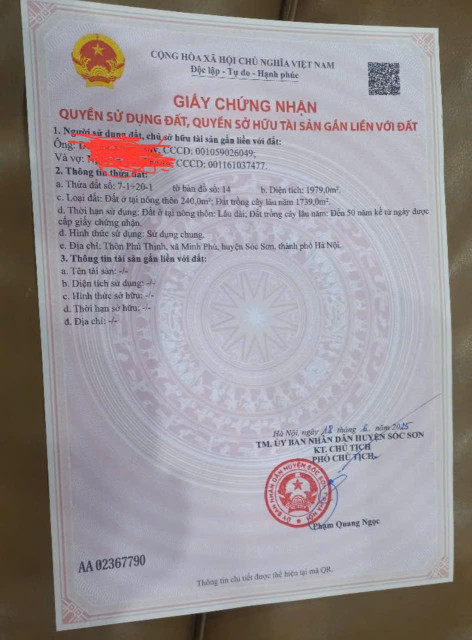 CỘNG HÒA XÃ HỘI CHỦ NGHĨA VIỆT NAM
Độc lập - Tự do - Hạnh phúc
GIẤY CHỨNG NHẬN
QUYỀN SỬ DỤNG ĐẤT, QUYỀN SỞ HỮU TÀI SẢN GẮN LIỀN VỚI ĐẤT
1. Người sử dụng đất, chủ sở hữu tài sản gắn liền với đất:
Ông: CCCD: 001059026049;
Và vợ: CCCD: 001161037477.
2. Thông tin thửa đất:
a. Thửa đất số: 7-1+20-1 tờ bản đồ số: 14 b. Diện tích: 1979,0m².
c. Loại đất: Đất ở tại nông thôn 240,0m²; Đất trồng cây lâu năm 1739,0m².
d. Thời hạn sử dụng: Đất ở tại nông thôn: Lâu dài; Đất trồng cây lâu năm: Đến 50 năm kể từ ngày được
cấp giấy chứng nhận.
đ. Hình thức sử dụng: Sử dụng chung.
e. Địa chỉ: Thôn Phú Thịnh, xã Minh Phú, huyện Sóc Sơn, thành phố Hà Nội.
3. Thông tin tài sản gắn liền với đất:
a. Tên tài sản: -/-
b. Diện tích sử dụng: -/-
c. Hình thức sở hữu: -/-
d. Thời hạn sở hữu: -/-
đ. Địa chỉ: -/-
Hà Nội, ngày 18 tháng 6 năm 2025
TM. ỦY BAN NHÂN DÂN HUYỆN SÓC SƠN
KT. CHỦ TỊCH
PHÓ CHỦ TỊCH
ỦY BAN NHÂN DÂN HUYỆN SÓC SƠN
Phạm Quang Ngọc
AA 02367790
Thông tin chi tiết được thể hiện tại mã QR.